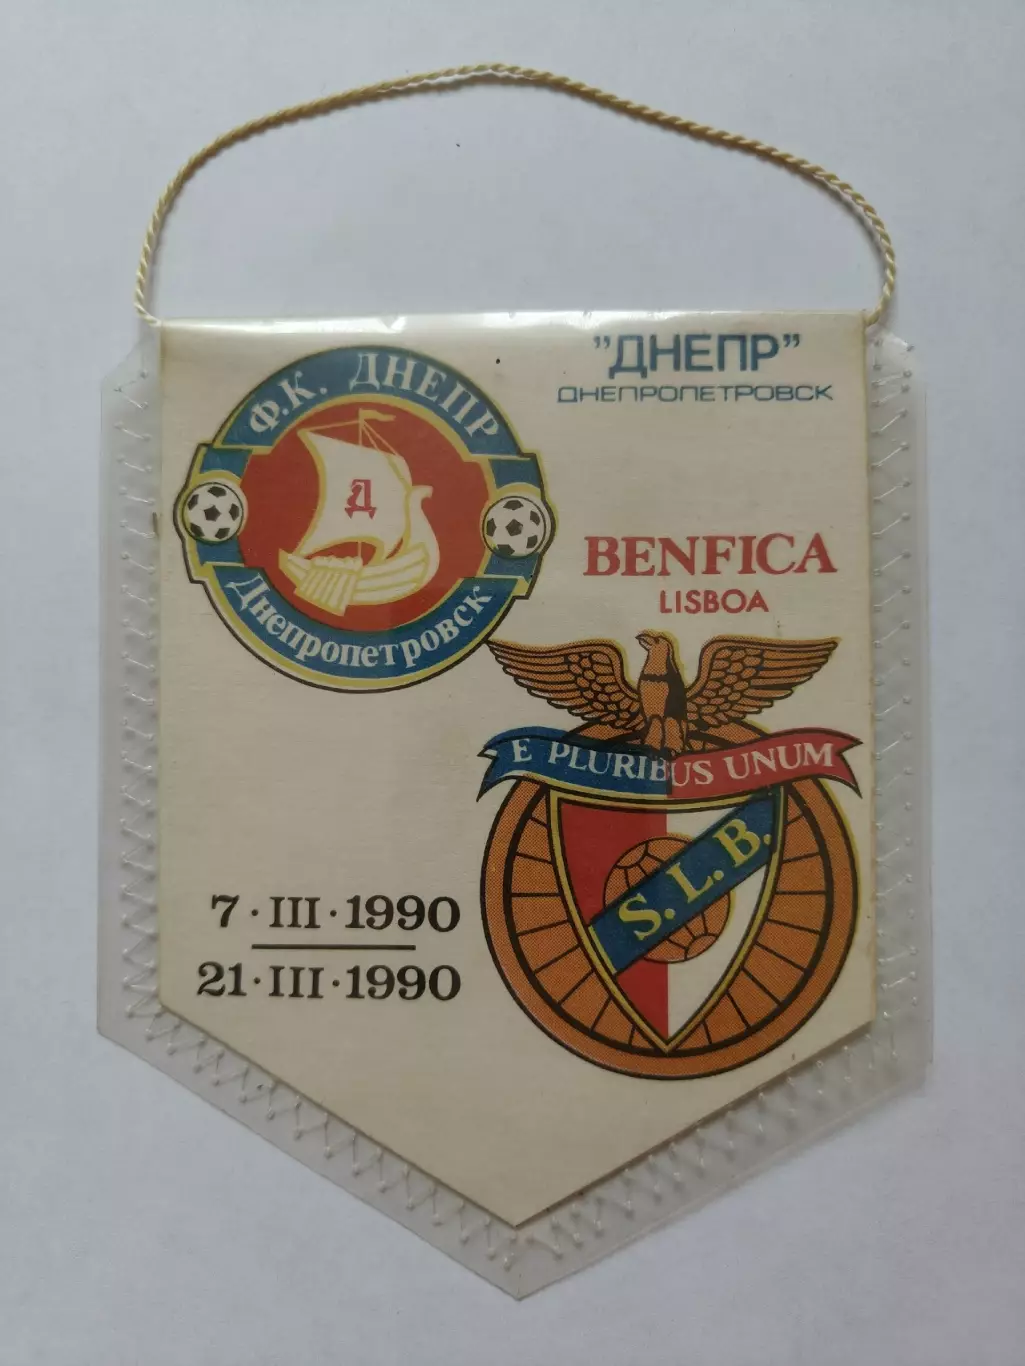 Ф.К. ДНЕПР
Д
Днепропетровск
"ДНЕПР"
ДНЕПРОПЕТРОВСК
BENFICA
LISBOA
E PLURIBUS UNUM
S.L.B.
7·III·1990
21·III·1990